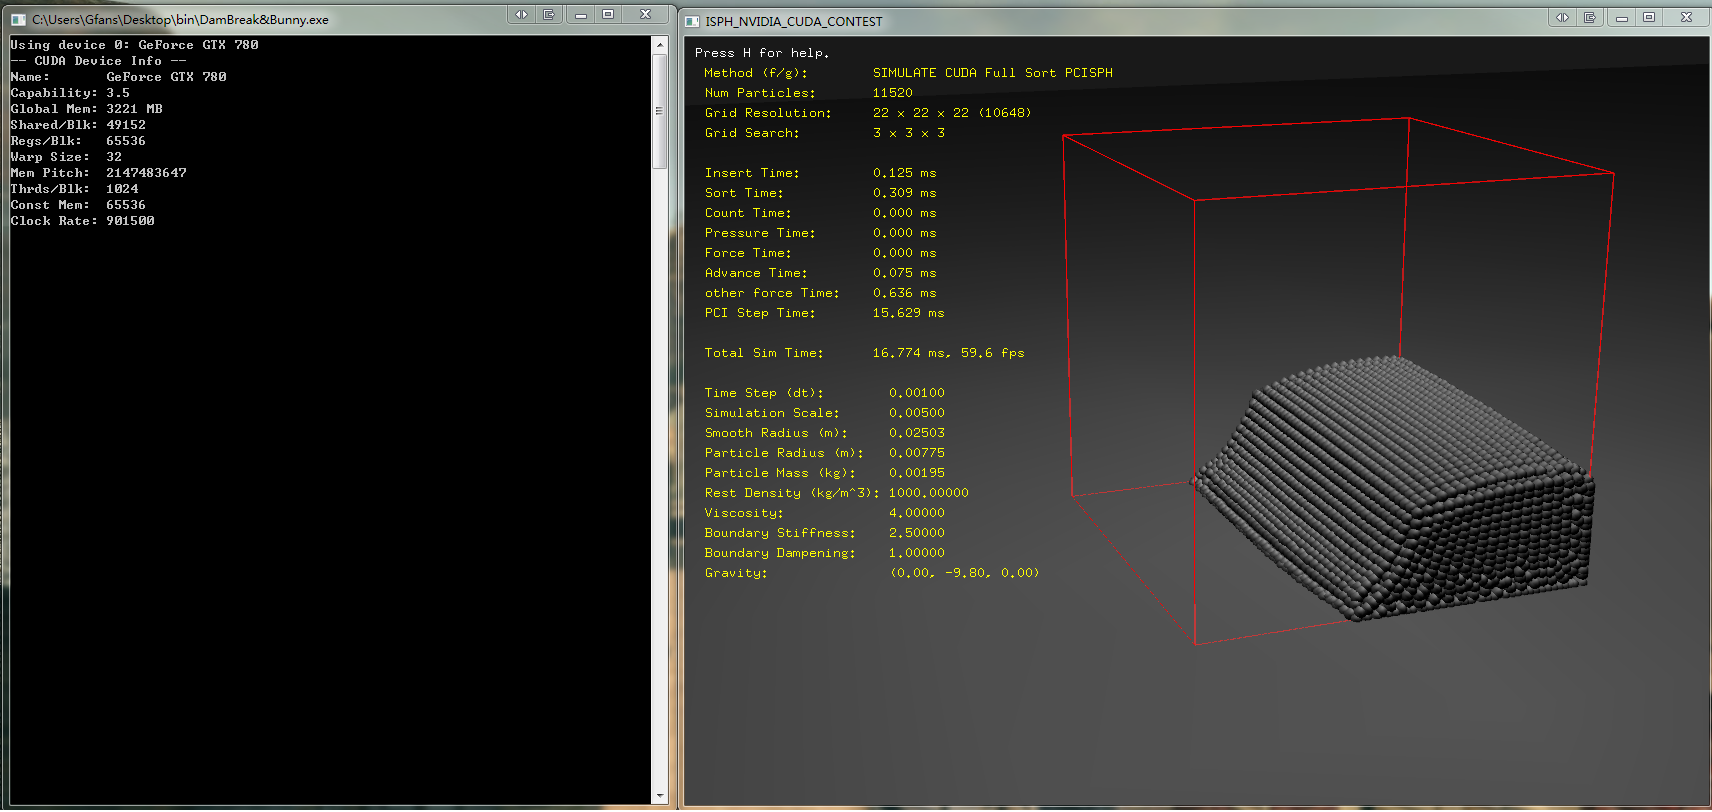 C:\Users\Gfans\Desktop\bin\DamBreak&Bunny.exe
Using device 0: GeForce GTX 780
-- CUDA Device Info --
Name:       GeForce GTX 780
Capability: 3.5
Global Mem: 3221 MB
Shared/Blk: 49152
Regs/Blk:   65536
Warp Size:  32
Mem Pitch:  2147483647
Thrds/Blk:  1024
Const Mem:  65536
Clock Rate: 901500
ISPH_NVIDIA_CUDA_CONTEST
Press H for help.
Method (f/g):        SIMULATE CUDA Full Sort PCISPH
Num Particles:       11520
Grid Resolution:     22 x 22 x 22 (10648)
Grid Search:         3 x 3 x 3
Insert Time:         0.125 ms
Sort Time:           0.309 ms
Count Time:          0.000 ms
Pressure Time:       0.000 ms
Force Time:          0.000 ms
Advance Time:        0.075 ms
other force Time:    0.636 ms
PCI Step Time:       15.629 ms
Total Sim Time:      16.774 ms, 59.6 fps
Time Step (dt):        0.00100
Simulation Scale:      0.00500
Smooth Radius (m):     0.02503
Particle Radius (m):   0.00775
Particle Mass (kg):    0.00195
Rest Density (kg/m^3): 1000.00000
Viscosity:             4.00000
Boundary Stiffness:    2.50000
Boundary Dampening:    1.00000
Gravity:               (0.00, -9.80, 0.00)